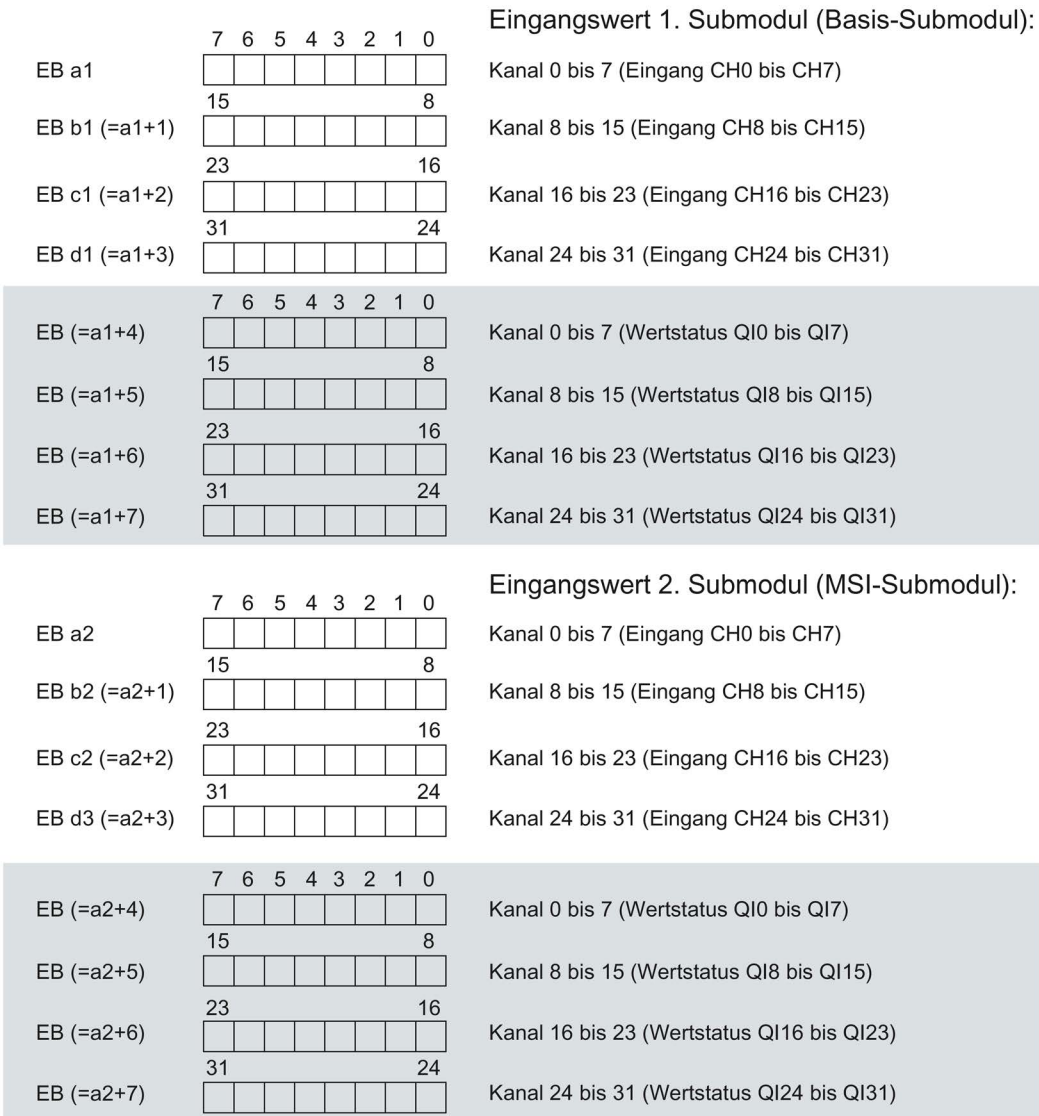 Eingangswert 1. Submodul (Basis-Submodul):
7 6 5 4 3 2 1 0
EB a1 Kanal 0 bis 7 (Eingang CH0 bis CH7)
15 8
EB b1 (=a1+1) Kanal 8 bis 15 (Eingang CH8 bis CH15)
23 16
EB c1 (=a1+2) Kanal 16 bis 23 (Eingang CH16 bis CH23)
31 24
EB d1 (=a1+3) Kanal 24 bis 31 (Eingang CH24 bis CH31)
7 6 5 4 3 2 1 0
EB (=a1+4) Kanal 0 bis 7 (Wertstatus QI0 bis QI7)
15 8
EB (=a1+5) Kanal 8 bis 15 (Wertstatus QI8 bis QI15)
23 16
EB (=a1+6) Kanal 16 bis 23 (Wertstatus QI16 bis QI23)
31 24
EB (=a1+7) Kanal 24 bis 31 (Wertstatus QI24 bis QI31)
Eingangswert 2. Submodul (MSI-Submodul):
7 6 5 4 3 2 1 0
EB a2 Kanal 0 bis 7 (Eingang CH0 bis CH7)
15 8
EB b2 (=a2+1) Kanal 8 bis 15 (Eingang CH8 bis CH15)
23 16
EB c2 (=a2+2) Kanal 16 bis 23 (Eingang CH16 bis CH23)
31 24
EB d3 (=a2+3) Kanal 24 bis 31 (Eingang CH24 bis CH31)
7 6 5 4 3 2 1 0
EB (=a2+4) Kanal 0 bis 7 (Wertstatus QI0 bis QI7)
15 8
EB (=a2+5) Kanal 8 bis 15 (Wertstatus QI8 bis QI15)
23 16
EB (=a2+6) Kanal 16 bis 23 (Wertstatus QI16 bis QI23)
31 24
EB (=a2+7) Kanal 24 bis 31 (Wertstatus QI24 bis QI31)